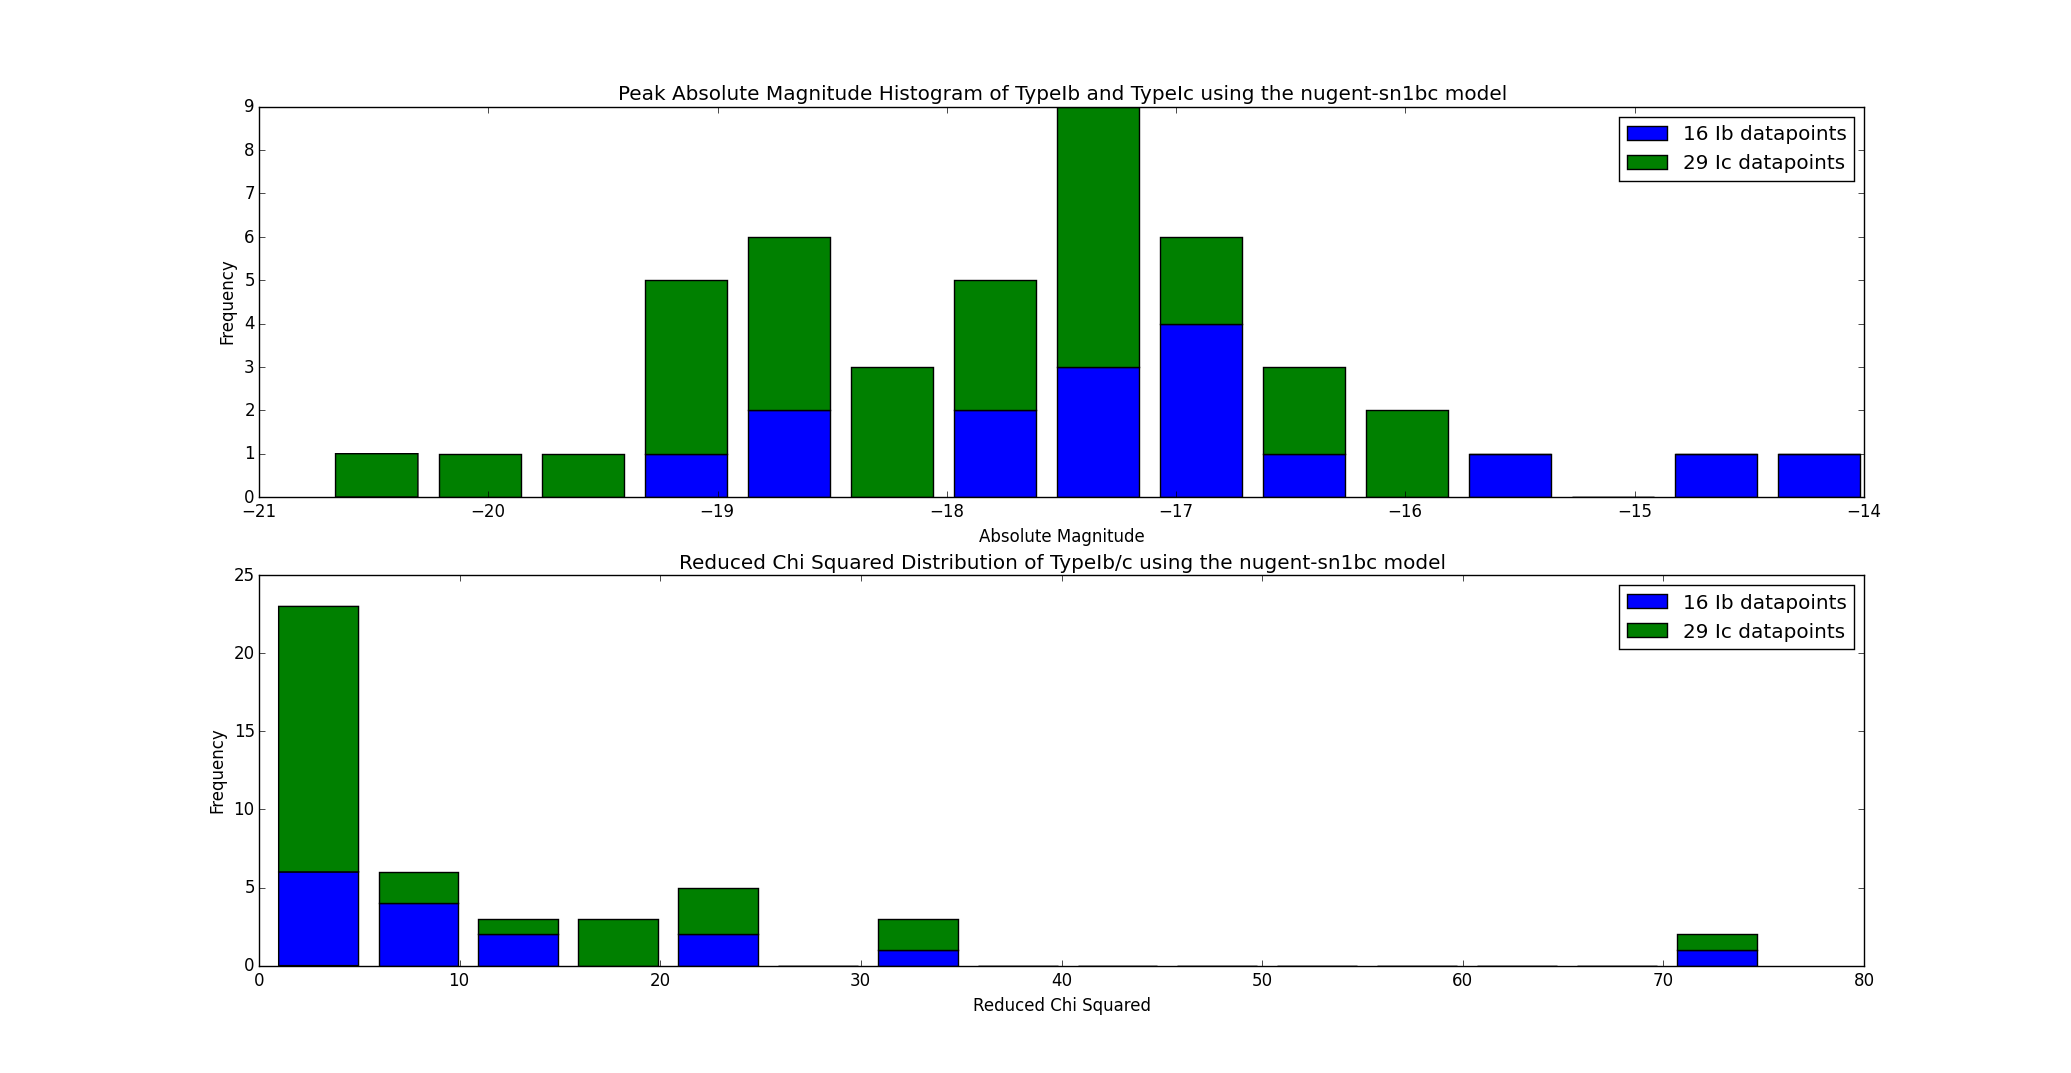 Peak Absolute Magnitude Histogram of TypeIb and TypeIc using the nugent-sn1bc model
9
8
7
6
5
4
3
2
1
0
Frequency
16 Ib datapoints
29 Ic datapoints
−21 −20 −19 −18 −17 −16 −15 −14
Absolute Magnitude
Reduced Chi Squared Distribution of TypeIb/c using the nugent-sn1bc model
25
20
15
10
5
0
Frequency
16 Ib datapoints
29 Ic datapoints
0 10 20 30 40 50 60 70 80
Reduced Chi Squared